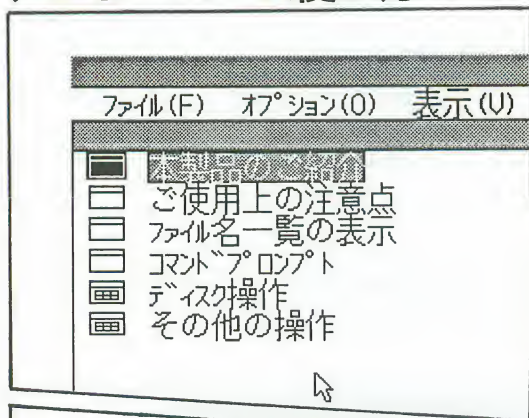 ﾌｧｲﾙ(F) ｵﾌﾟｼｮﾝ(O) 表示(V)
本製品のご紹介
ご使用上の注意点
ﾌｧｲﾙ名一覧の表示
ｺﾏﾝﾄﾞﾌﾟﾛﾝﾌﾟﾄ
ﾃﾞｨｽｸ操作
その他の操作